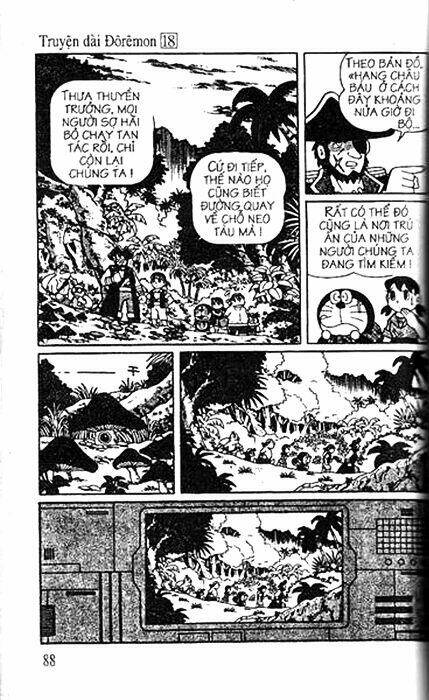 Truyện dài Đôrêmon 18
THƯA THUYỀN
TRƯỞNG, MỌI
NGƯỜI SỢ HÃI
BỎ CHẠY TAN
TÁC RỒI, CHỈ
CÒN LẠI
CHÚNG TA !
CỨ ĐI TIẾP,
THẾ NÀO HỌ
CŨNG BIẾT
ĐƯỜNG QUAY
VỀ CHỖ NEO
TÀU MÀ !
THEO BẢN ĐỒ,
«HANG CHÂU
BÁU Ở CÁCH
ĐÂY KHOẢNG
NỬA GIỜ ĐI
BỘ...
RẤT CÓ THỂ ĐÓ
CŨNG LÀ NƠI TRÚ
ẨN CỦA NHỮNG
NGƯỜI CHÚNG TA
ĐANG TÌM KIẾM !
88